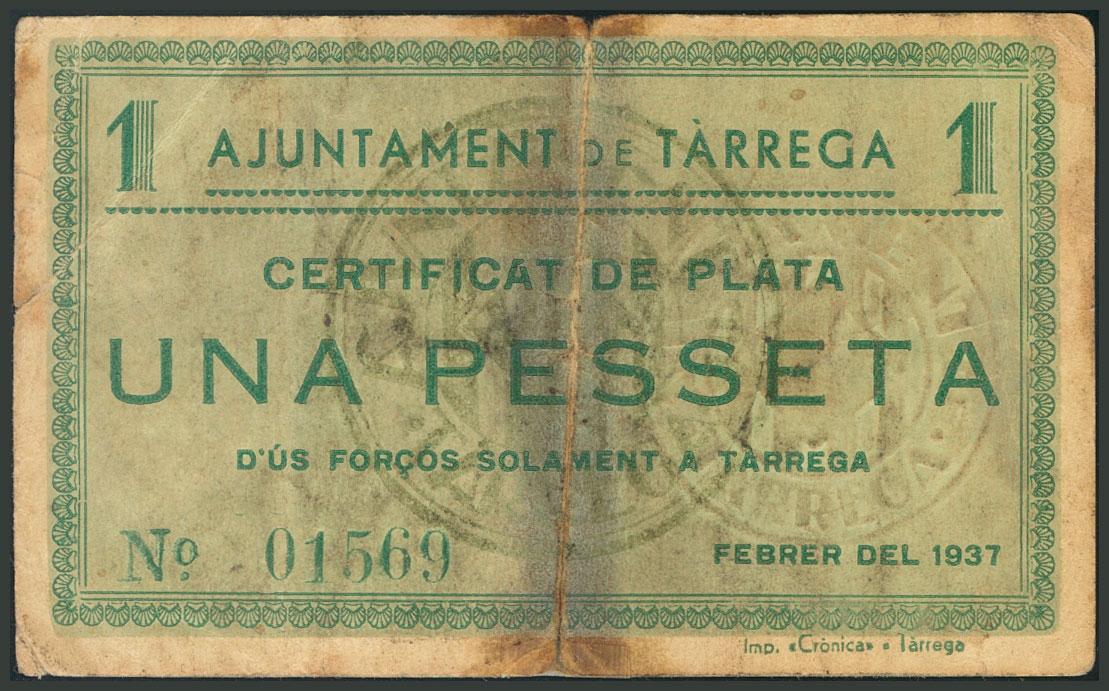 1 AJUNTAMENT DE TÀRREGA 1
CERTIFICAT DE PLATA
UNA PESSETA
D'ÚS FORÇÓS SOLAMENT A TÀRREGA
Nº 01569
FEBRER DEL 1937
Imp. «Crònica» - Tàrrega